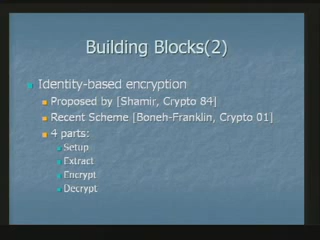 Building Blocks(2)
Identity-based encryption
Proposed by [Shamir, Crypto 84]
Recent Scheme [Boneh-Franklin, Crypto 01]
4 parts:
Setup
Extract
Encrypt
Decrypt